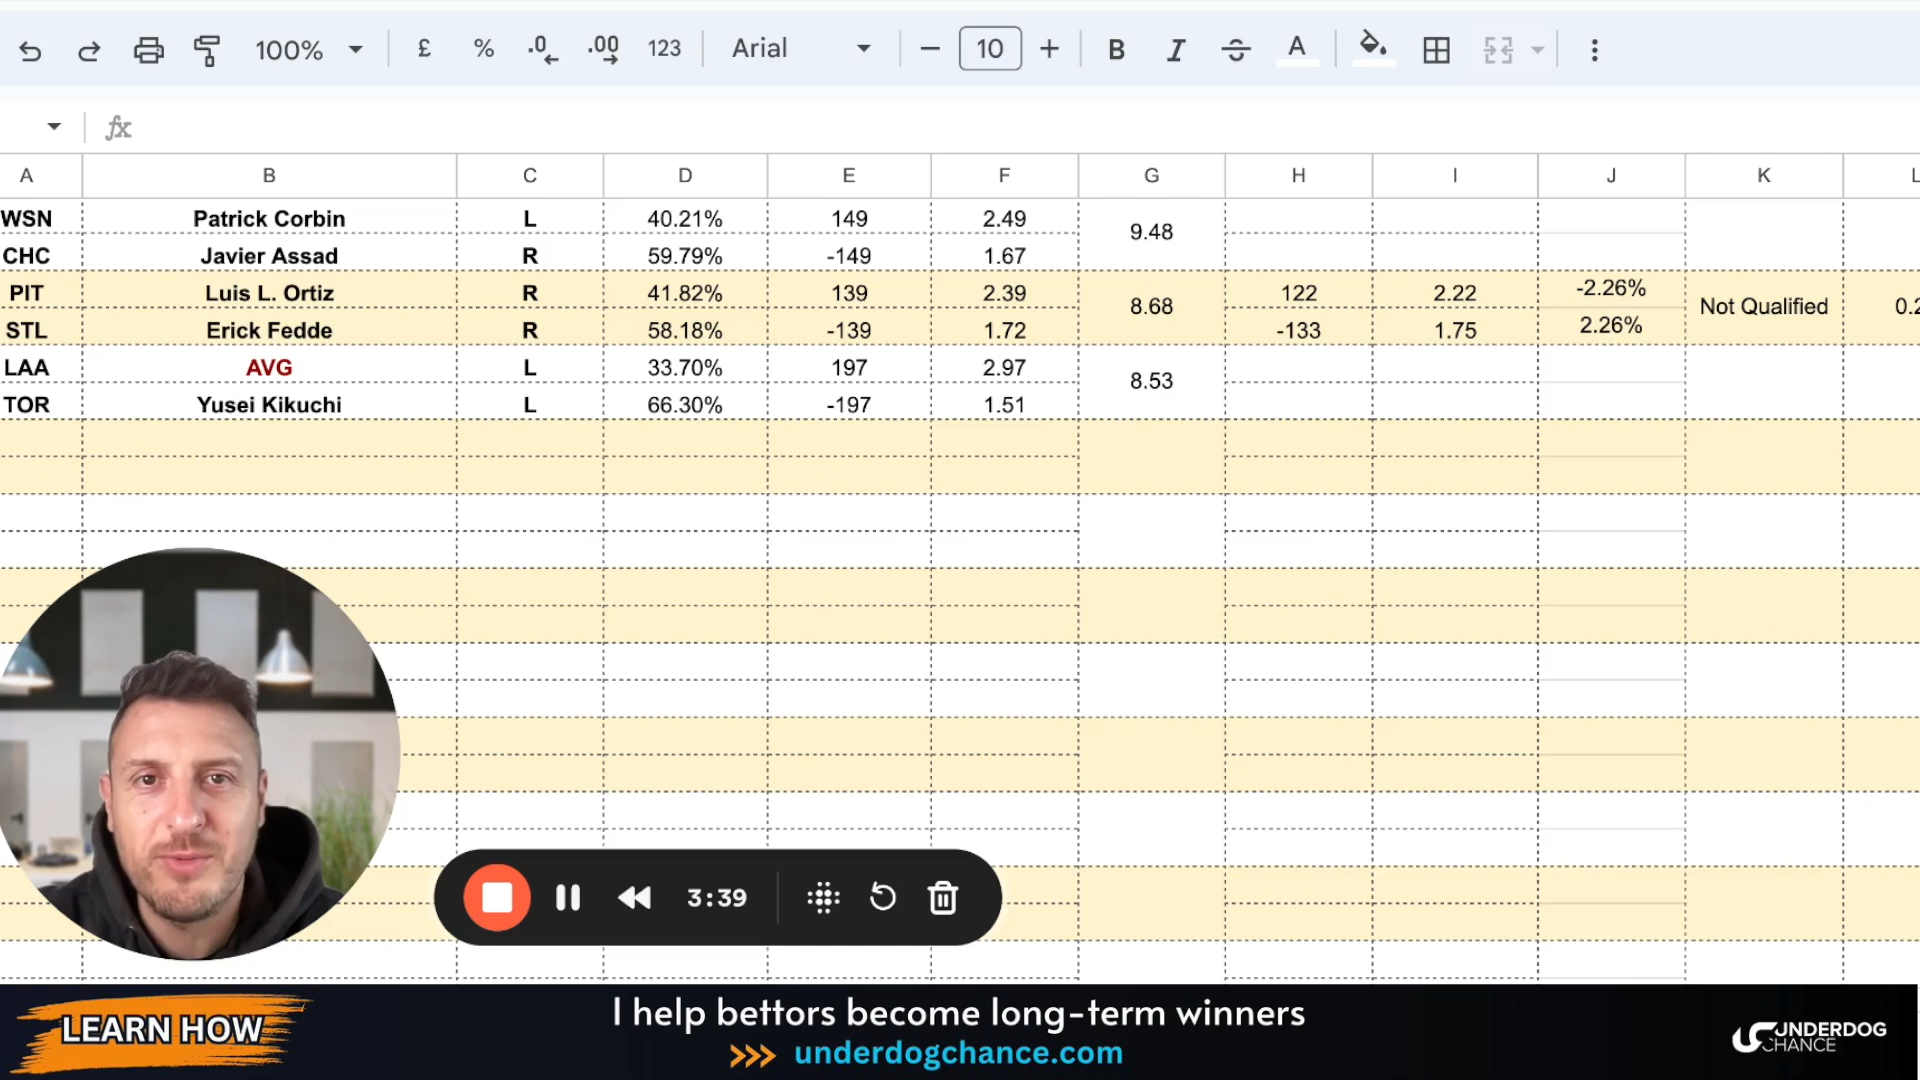 100% £ % .0 .00 123 Arial 10 B I A
fx
A B C D E F G H I J K L
WSN Patrick Corbin L 40.21% 149 2.49 9.48
CHC Javier Assad R 59.79% -149 1.67
PIT Luis L. Ortiz R 41.82% 139 2.39 8.68 122 2.22 -2.26% Not Qualified 0.2
STL Erick Fedde R 58.18% -139 1.72 -133 1.75 2.26%
LAA AVG L 33.70% 197 2.97 8.53
TOR Yusei Kikuchi L 66.30% -197 1.51
3:39
LEARN HOW
I help bettors become long-term winners
>>> underdogchance.com
UNDERDOG
CHANCE